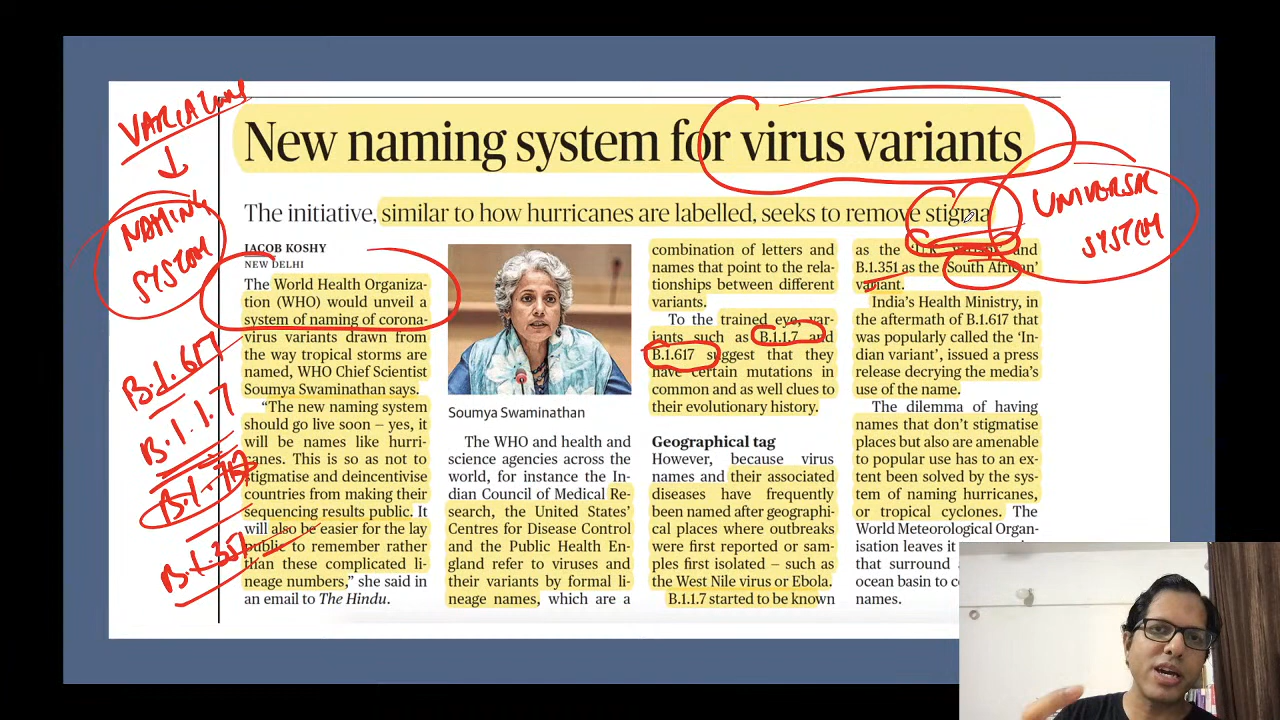 VARIATIONS
NAMING
SYSTEM
B.1.617
B.1.1.7
B.1.351
New naming system for virus variants
The initiative, similar to how hurricanes are labelled, seeks to remove stigma
UNIVERSAL
SYSTEM
JACOB KOSHY
NEW DELHI
The World Health Organiza-
tion (WHO) would unveil a
system of naming of corona-
virus variants drawn from
the way tropical storms are
named, WHO Chief Scientist
Soumya Swaminathan says.
“The new naming system
should go live soon – yes, it
will be names like hurri-
canes. This is so as not to
stigmatise and deincentivise
countries from making their
sequencing results public. It
will also be easier for the lay
public to remember rather
than these complicated li-
neage numbers,” she said in
an email to The Hindu.
Soumya Swaminathan
The WHO and health and
science agencies across the
world, for instance the In-
dian Council of Medical Re-
search, the United States’
Centres for Disease Control
and the Public Health En-
gland refer to viruses and
their variants by formal li-
neage names, which are a
combination of letters and
names that point to the rela-
tionships between different
variants.
To the trained eye, var-
iants such as B.1.1.7 and
B.1.617 suggest that they
have certain mutations in
common and as well clues to
their evolutionary history.
Geographical tag
However, because virus
names and their associated
diseases have frequently
been named after geographi-
cal places where outbreaks
were first reported or sam-
ples first isolated – such as
the West Nile virus or Ebola.
B.1.1.7 started to be known
as the ‘U.K. variant’ and
B.1.351 as the ‘South African’
variant.
India’s Health Ministry, in
the aftermath of B.1.617 that
was popularly called the ‘In-
dian variant’, issued a press
release decrying the media’s
use of the name.
The dilemma of having
names that don’t stigmatise
places but also are amenable
to popular use has to an ex-
tent been solved by the sys-
tem of naming hurricanes,
or tropical cyclones. The
World Meteorological Organ-
isation leaves it
that surround
ocean basin to
names.